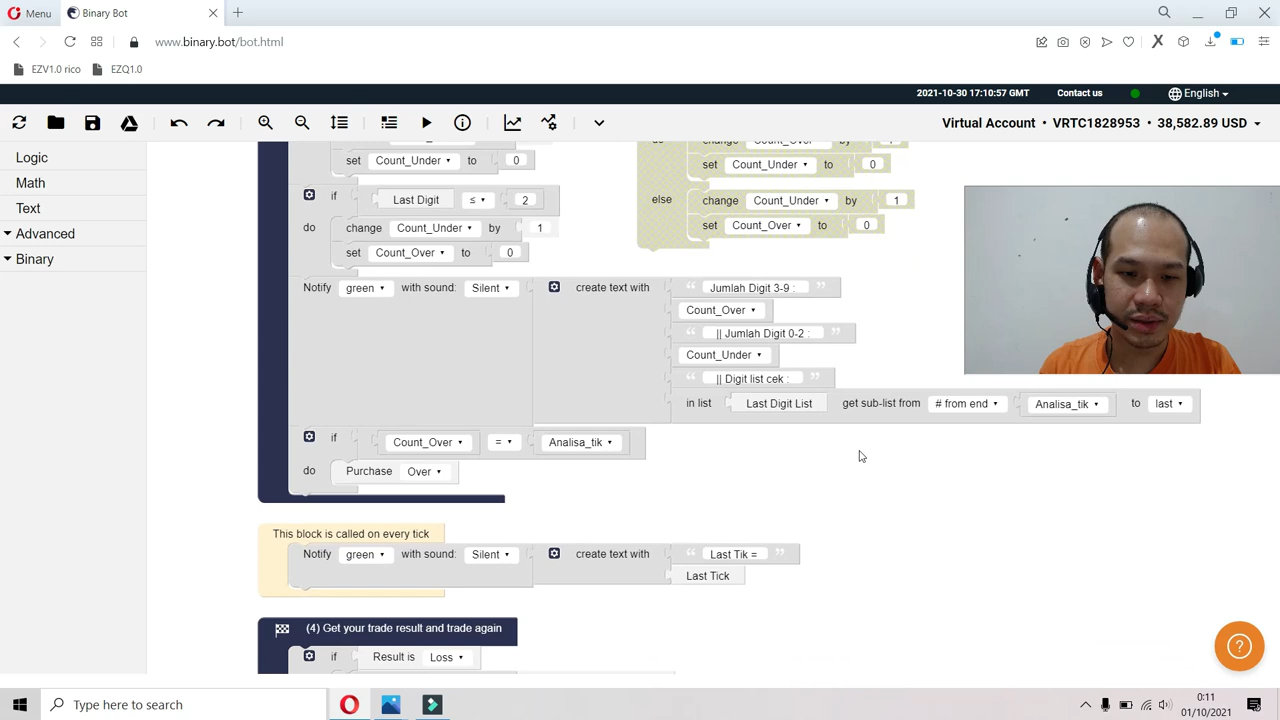 Menu
Binary Bot
www.binary.bot/bot.html
EZV1.0 rico
EZQ1.0
2021-10-30 17:10:57 GMT
Contact us
English
Virtual Account • VRTC1828953 • 38,582.89 USD
Logic
Math
Text
Advanced
Binary
set Count_Under to 0
if Last Digit ≤ 2
do change Count_Under by 1
set Count_Over to 0
do change by 1
set Count_Under to 0
else change Count_Under by 1
set Count_Over to 0
Notify green with sound: Silent create text with “ Jumlah Digit 3-9 : ”
Count_Over
“ || Jumlah Digit 0-2 : ”
Count_Under
“ || Digit list cek : ”
in list Last Digit List get sub-list from # from end Analisa_tik to last
if Count_Over = Analisa_tik
do Purchase Over
This block is called on every tick
Notify green with sound: Silent create text with “ Last Tik = ”
Last Tick
(4) Get your trade result and trade again
if Result is Loss
Type here to search
0:11
01/10/2021